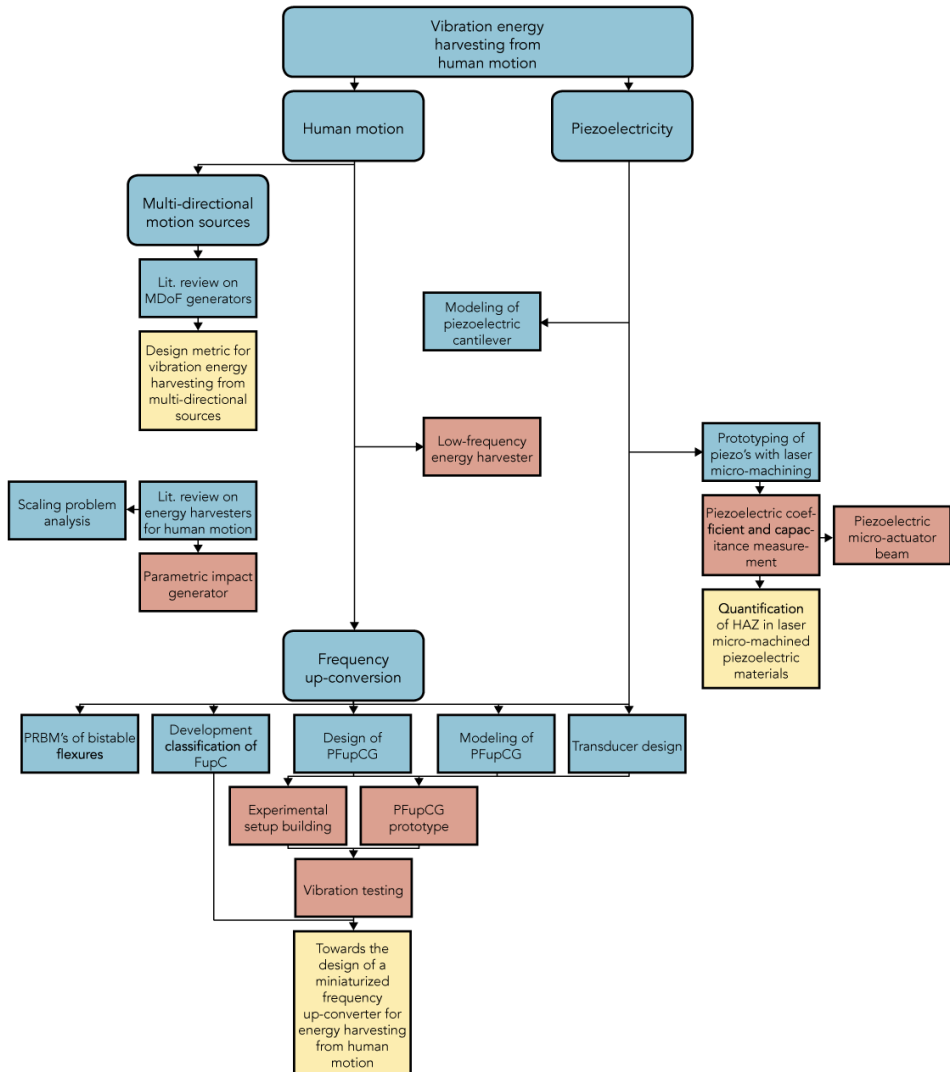 Vibration energy
harvesting from
human motion
Human motion
Piezoelectricity
Multi-directional
motion sources
Lit. review on
MDoF generators
Design metric for
vibration energy
harvesting from
multi-directional
sources
Modeling of
piezoelectric
cantilever
Low-frequency
energy harvester
Prototyping of
piezo's with laser
micro-machining
Scaling problem
analysis
Lit. review on
energy harvesters
for human motion
Parametric impact
generator
Piezoelectric coef-
ficient and capac-
itance measure-
ment
Piezoelectric
micro-actuator
beam
Quantification
of HAZ in laser
micro-machined
piezoelectric
materials
Frequency
up-conversion
PRBM's of bistable
flexures
Development
classification of
FupC
Design of
PFupCG
Modeling of
PFupCG
Transducer design
Experimental
setup building
PFupCG
prototype
Vibration testing
Towards the
design of a
miniaturized
frequency
up-converter for
energy harvesting
from human
motion